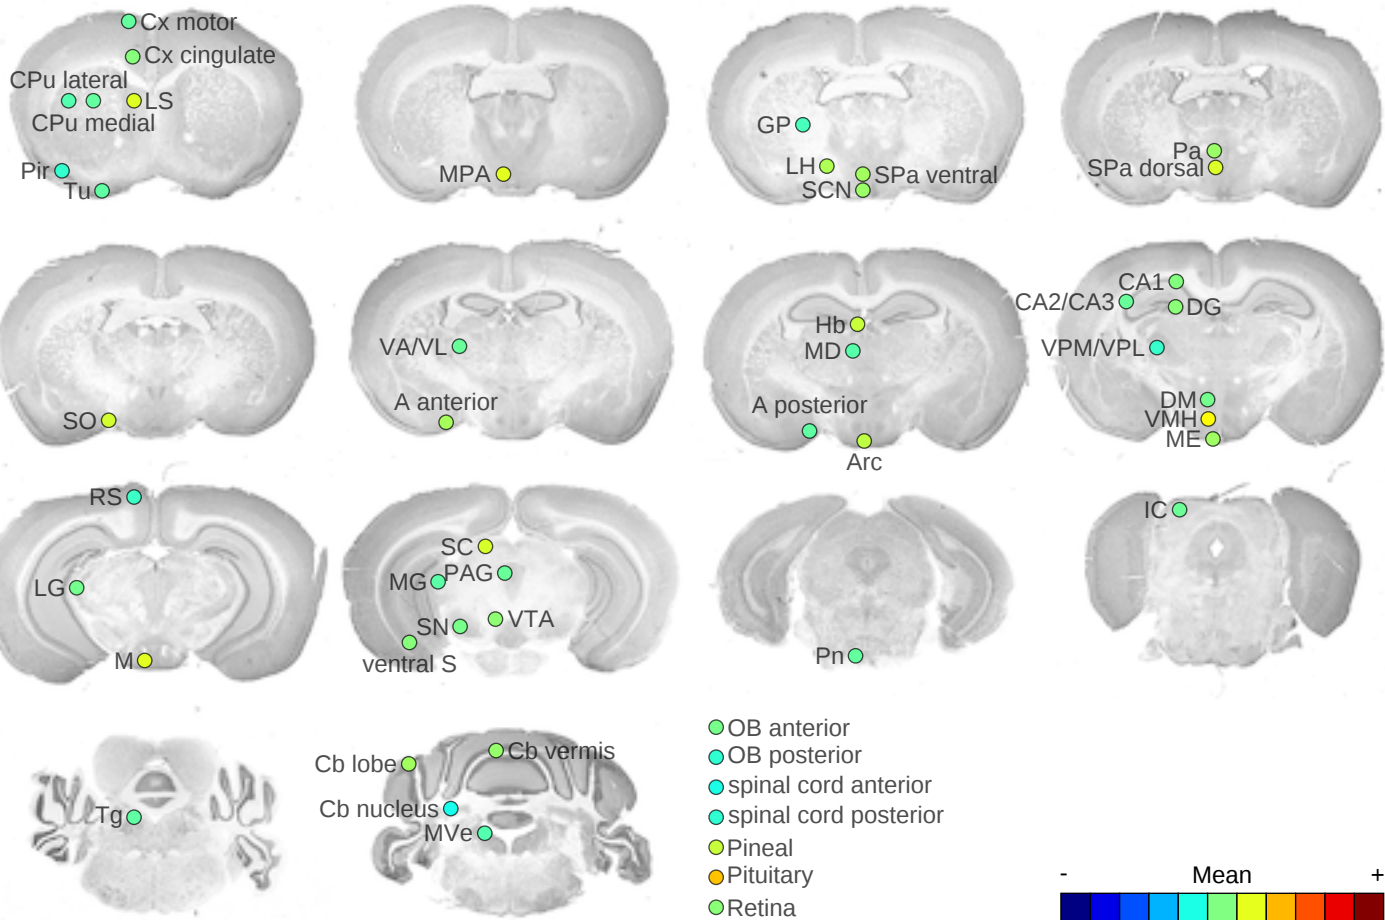 Cx motor
Cx cingulate
CPu lateral
LS
CPu medial
Pir
Tu
MPA
GP
LH
SPa ventral
SCN
Pa
SPa dorsal
SO
VA/VL
A anterior
Hb
MD
A posterior
Arc
CA1
CA2/CA3
DG
VPM/VPL
DM
VMH
ME
RS
LG
M
SC
MG
PAG
SN
VTA
ventral S
Pn
IC
Tg
Cb lobe
Cb vermis
Cb nucleus
MVe
OB anterior
OB posterior
spinal cord anterior
spinal cord posterior
Pineal
Pituitary
Retina
- Mean +